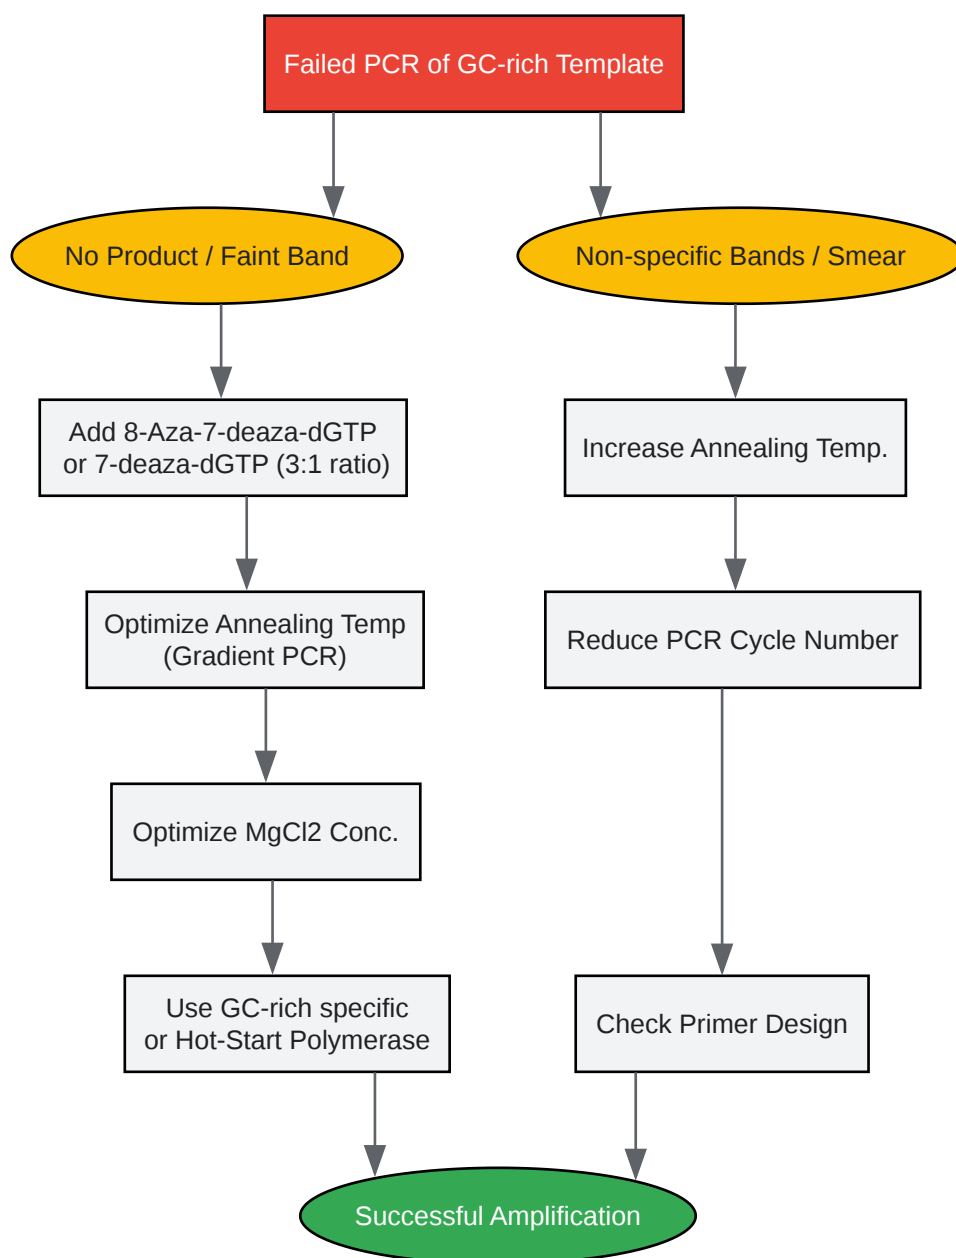 Failed PCR of GC-rich Template
No Product / Faint Band
Non-specific Bands / Smear
Add 8-Aza-7-deaza-dGTP
or 7-deaza-dGTP (3:1 ratio)
Increase Annealing Temp.
Optimize Annealing Temp
(Gradient PCR)
Reduce PCR Cycle Number
Optimize MgCl2 Conc.
Use GC-rich specific
or Hot-Start Polymerase
Check Primer Design
Successful Amplification